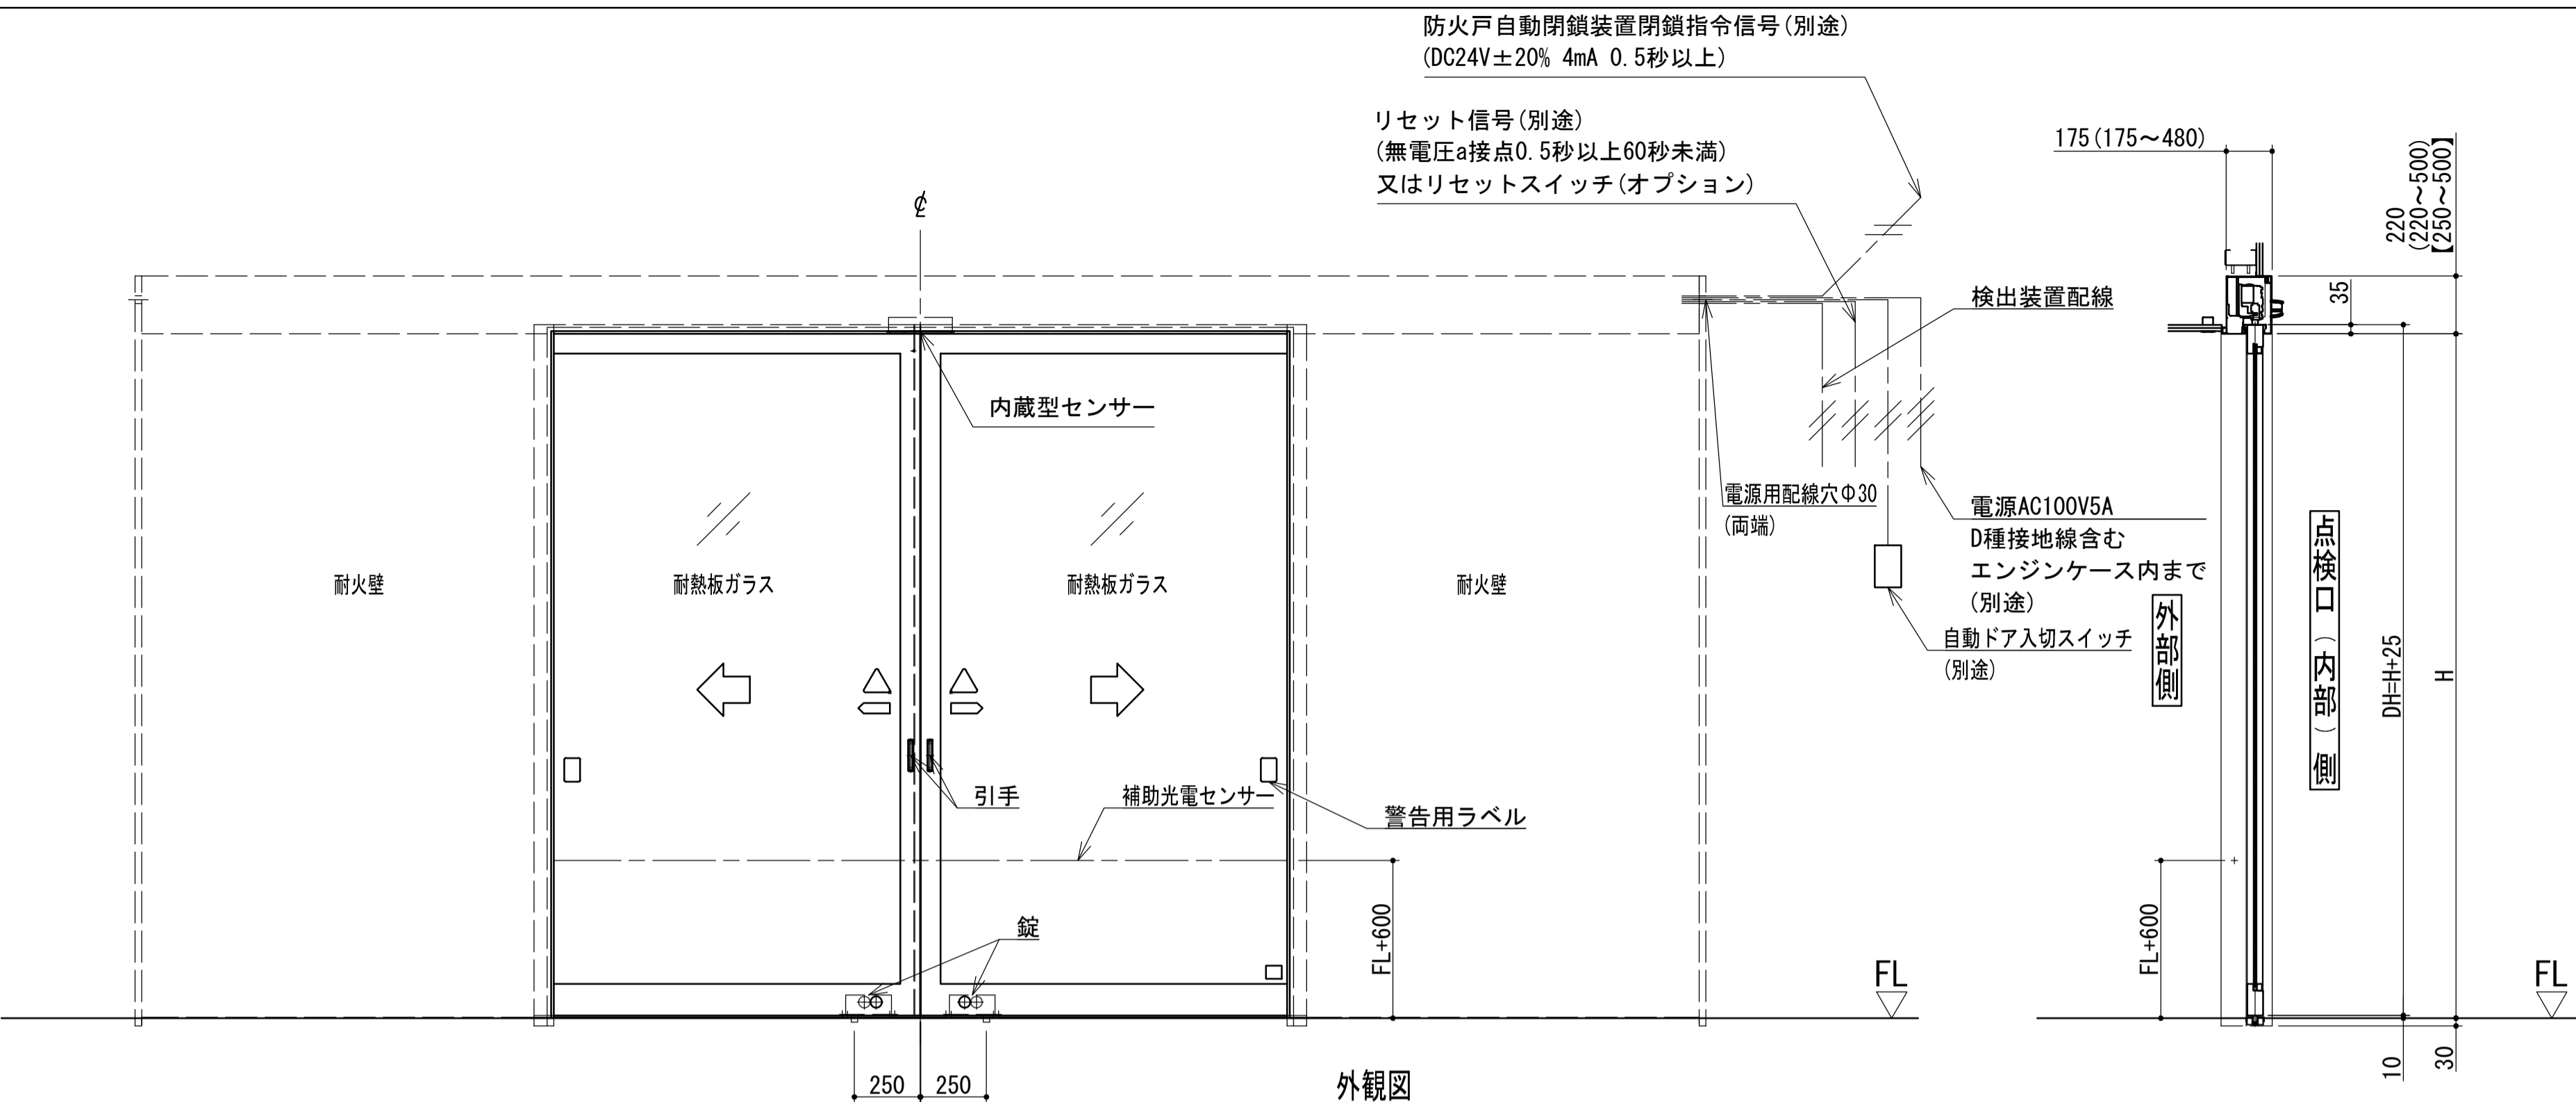 防火戸自動閉鎖装置閉鎖指令信号(別途)
(DC24V±20% 4mA 0.5秒以上)
リセット信号(別途)
(無電圧a接点0.5秒以上60秒未満)
又はリセットスイッチ(オプション)
175(175～480)
220
(220～500)
【250～500】
℄
35
検出装置配線
内蔵型センサー
電源用配線穴Φ30
(両端)
電源AC100V5A
D種接地線含む
エンジンケース内まで
(別途)
自動ドア入切スイッチ
(別途)
耐火壁
耐熱板ガラス
耐熱板ガラス
耐火壁
外部側
点検口(内部)側
DH=H+25
H
引手
補助光電センサー
警告用ラベル
錠
FL+600
FL
FL+600
FL
250
250
10
30
外観図